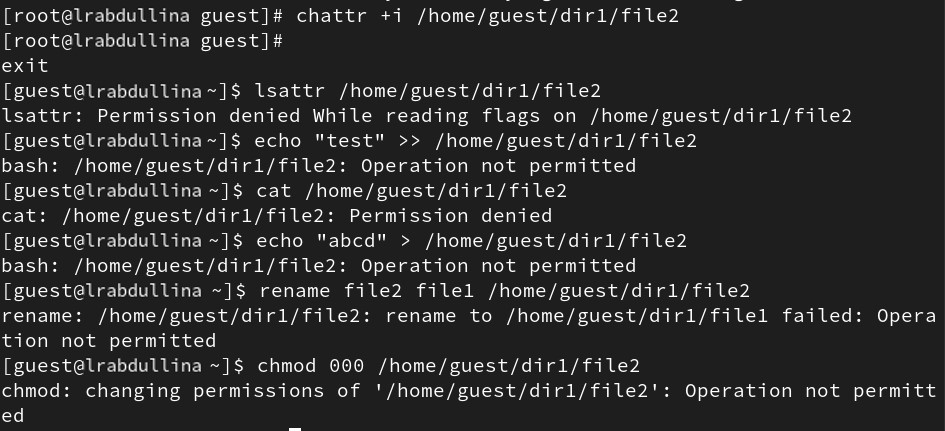 [root@lrabdullina guest]# chattr +i /home/guest/dir1/file2
[root@lrabdullina guest]#
exit
[guest@lrabdullina ~]$ lsattr /home/guest/dir1/file2
lsattr: Permission denied While reading flags on /home/guest/dir1/file2
[guest@lrabdullina ~]$ echo "test" >> /home/guest/dir1/file2
bash: /home/guest/dir1/file2: Operation not permitted
[guest@lrabdullina ~]$ cat /home/guest/dir1/file2
cat: /home/guest/dir1/file2: Permission denied
[guest@lrabdullina ~]$ echo "abcd" > /home/guest/dir1/file2
bash: /home/guest/dir1/file2: Operation not permitted
[guest@lrabdullina ~]$ rename file2 file1 /home/guest/dir1/file2
rename: /home/guest/dir1/file2: rename to /home/guest/dir1/file1 failed: Opera
tion not permitted
[guest@lrabdullina ~]$ chmod 000 /home/guest/dir1/file2
chmod: changing permissions of '/home/guest/dir1/file2': Operation not permitt
ed